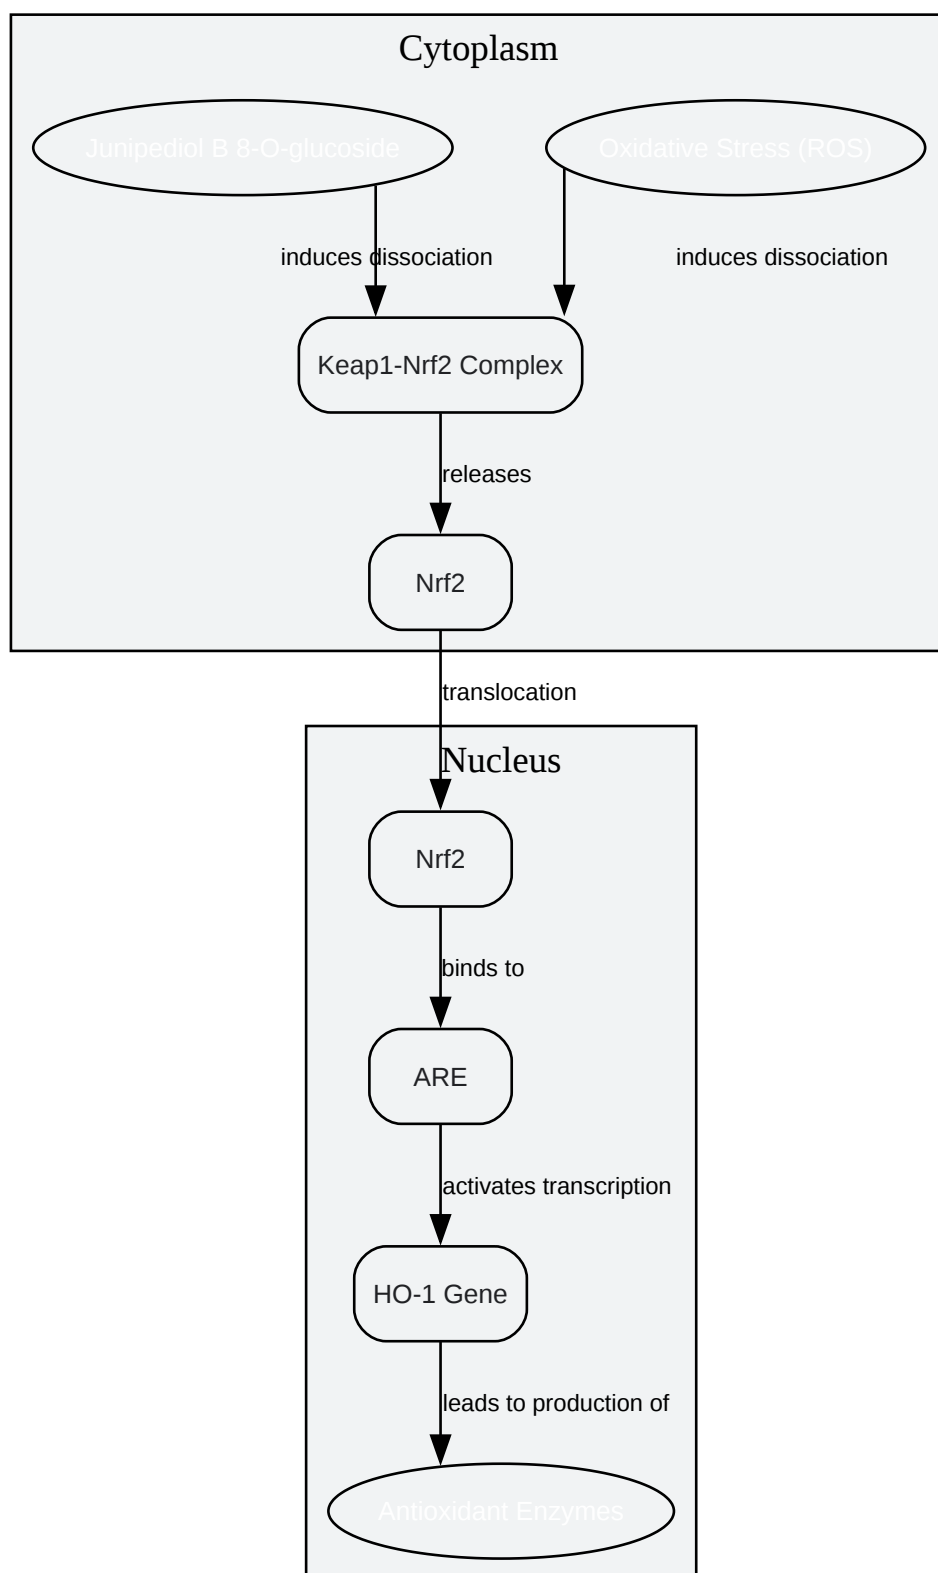 Cytoplasm
Junipediol B 8-O-glucoside
Oxidative Stress (ROS)
induces dissociation
induces dissociation
Keap1-Nrf2 Complex
releases
Nrf2
translocation
Nucleus
Nrf2
binds to
ARE
activates transcription
HO-1 Gene
leads to production of
Antioxidant Enzymes